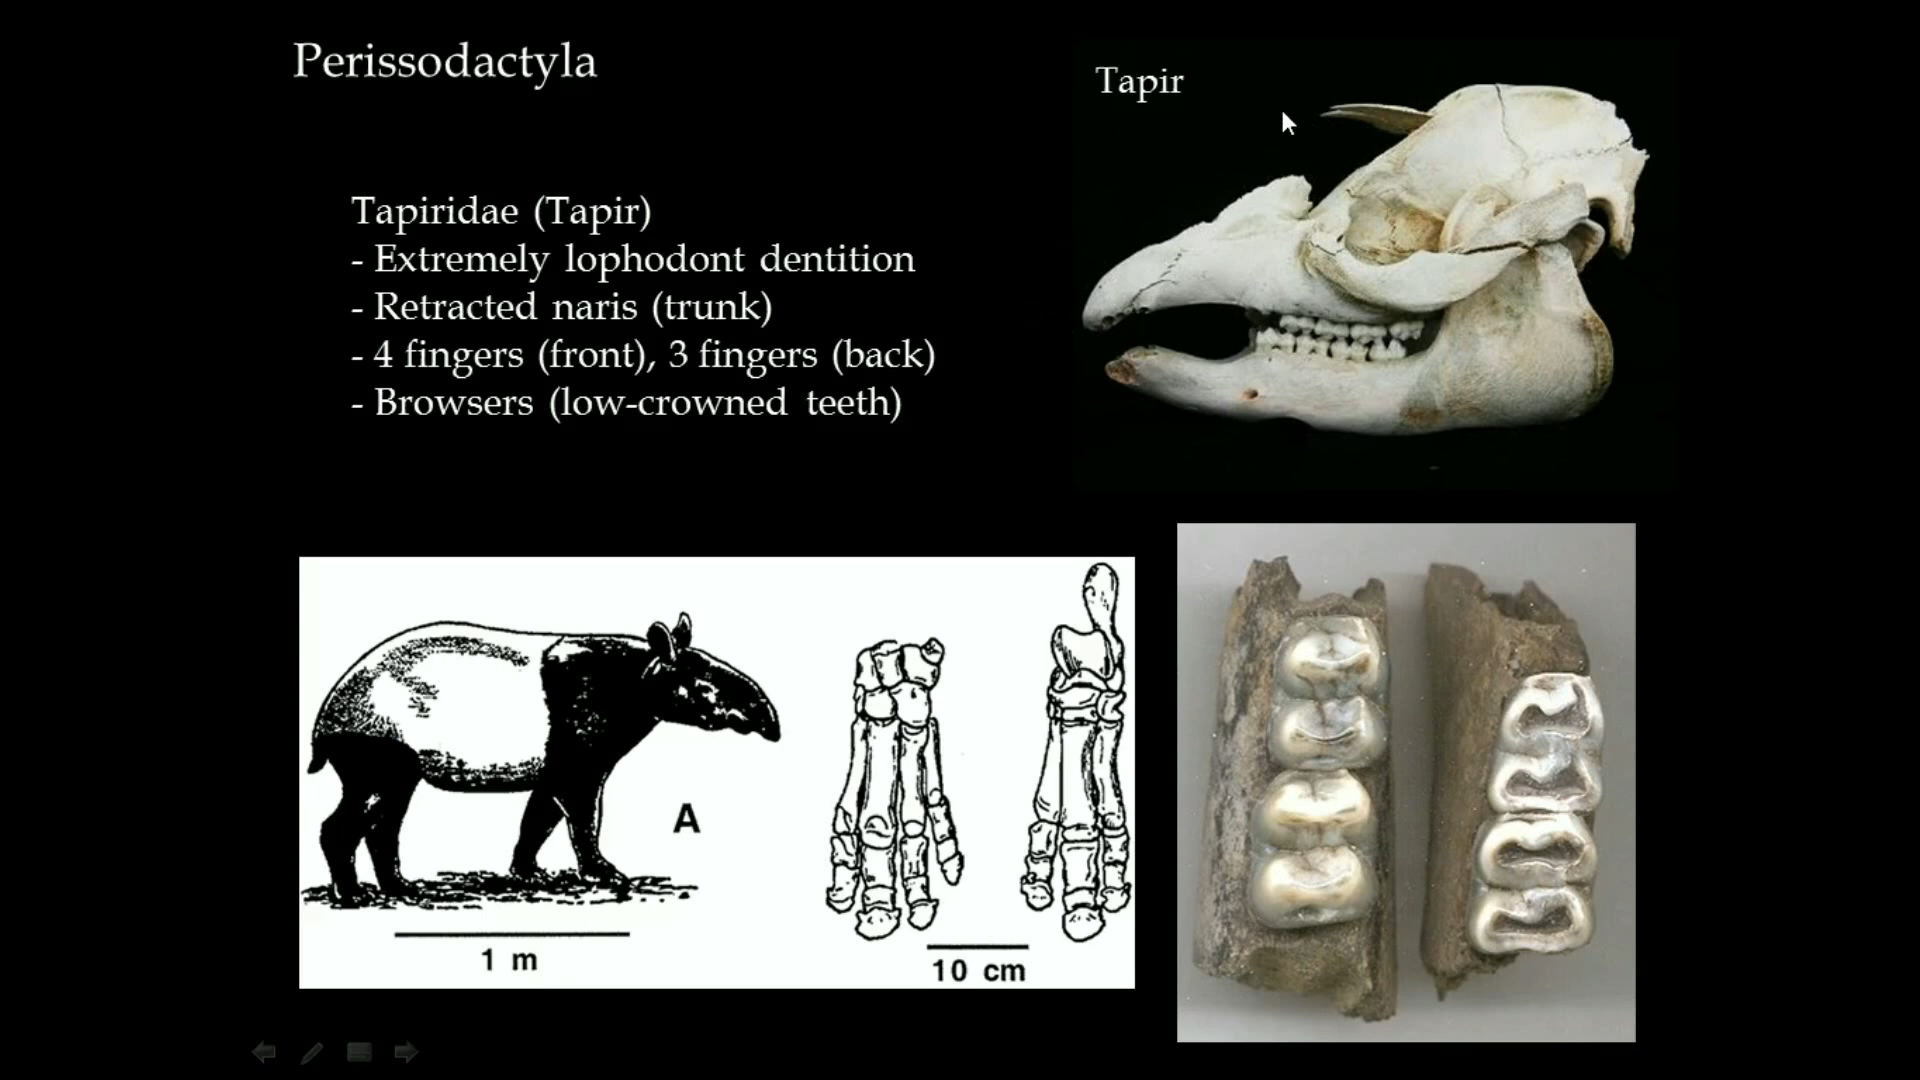 Perissodactyla
Tapir
Tapiridae (Tapir)
- Extremely lophodont dentition
- Retracted naris (trunk)
- 4 fingers (front), 3 fingers (back)
- Browsers (low-crowned teeth)
A
1 m
10 cm